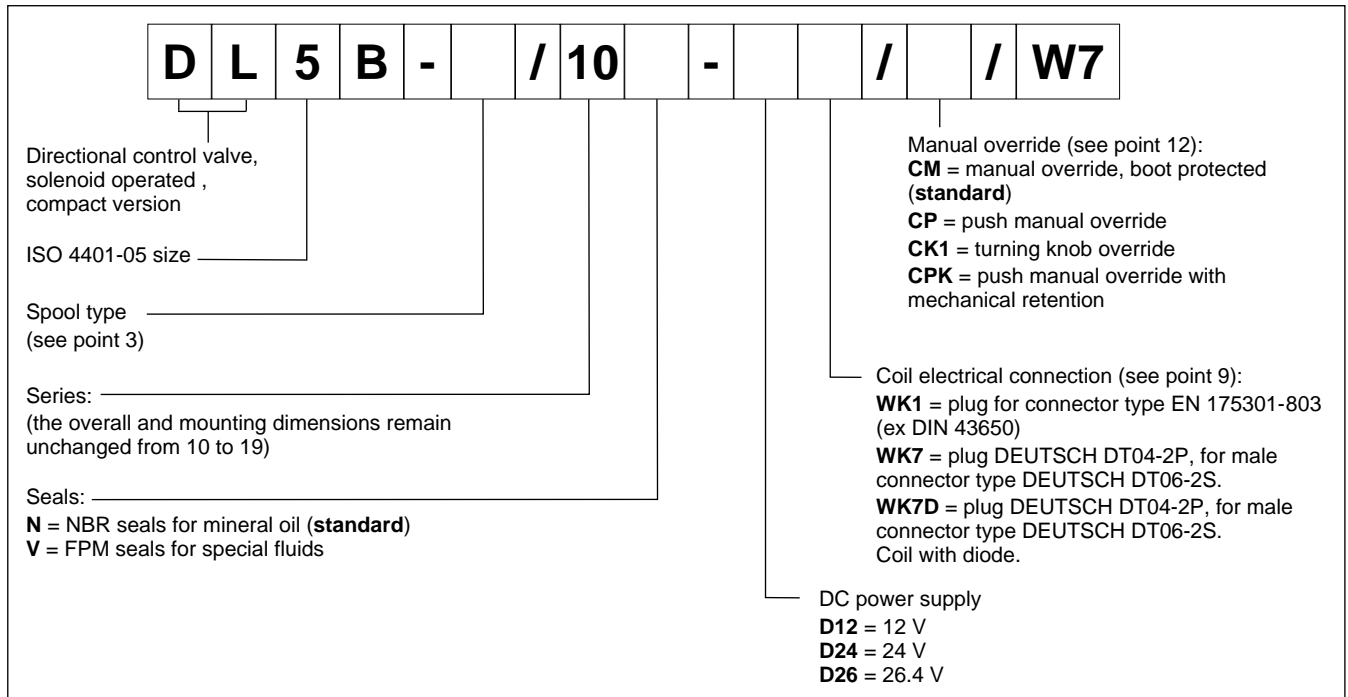 D L 5 B - / 10 - / / W7
Directional control valve,
solenoid operated ,
compact version
ISO 4401-05 size
Spool type
(see point 3)
Series:
(the overall and mounting dimensions remain
unchanged from 10 to 19)
Seals:
N = NBR seals for mineral oil (standard)
V = FPM seals for special fluids
Manual override (see point 12):
CM = manual override, boot protected
(standard)
CP = push manual override
CK1 = turning knob override
CPK = push manual override with
mechanical retention
Coil electrical connection (see point 9):
WK1 = plug for connector type EN 175301-803
(ex DIN 43650)
WK7 = plug DEUTSCH DT04-2P, for male
connector type DEUTSCH DT06-2S.
WK7D = plug DEUTSCH DT04-2P, for male
connector type DEUTSCH DT06-2S.
Coil with diode.
DC power supply
D12 = 12 V
D24 = 24 V
D26 = 26.4 V